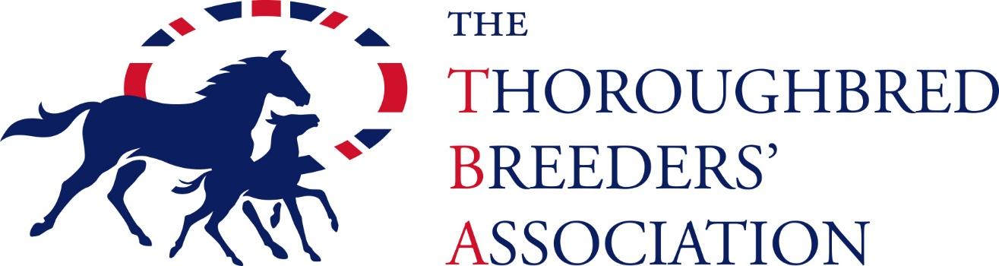 THE
THOROUGHBRED
BREEDERS’
ASSOCIATION